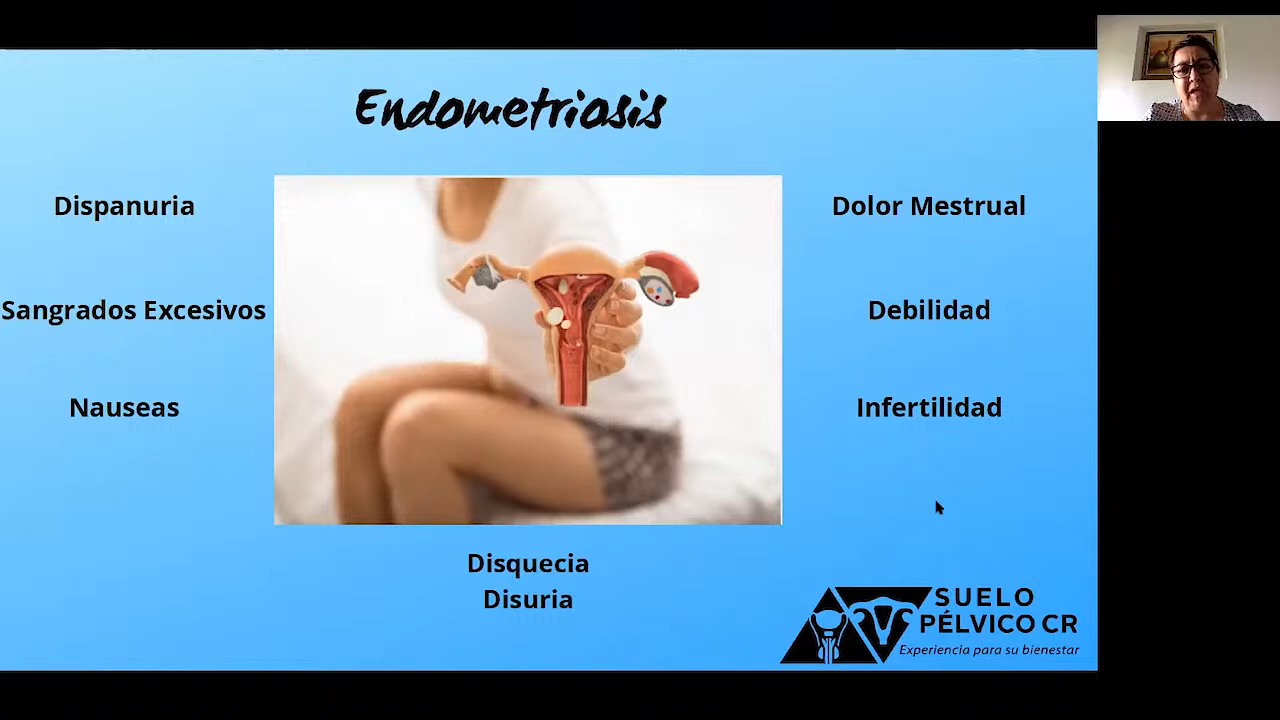 Endometriosis
Dispanuria
Dolor Mestrual
Sangrados Excesivos
Debilidad
Nauseas
Infertilidad
Disquecia
Disuria
SUELO
PÉLVICO CR
Experiencia para su bienestar